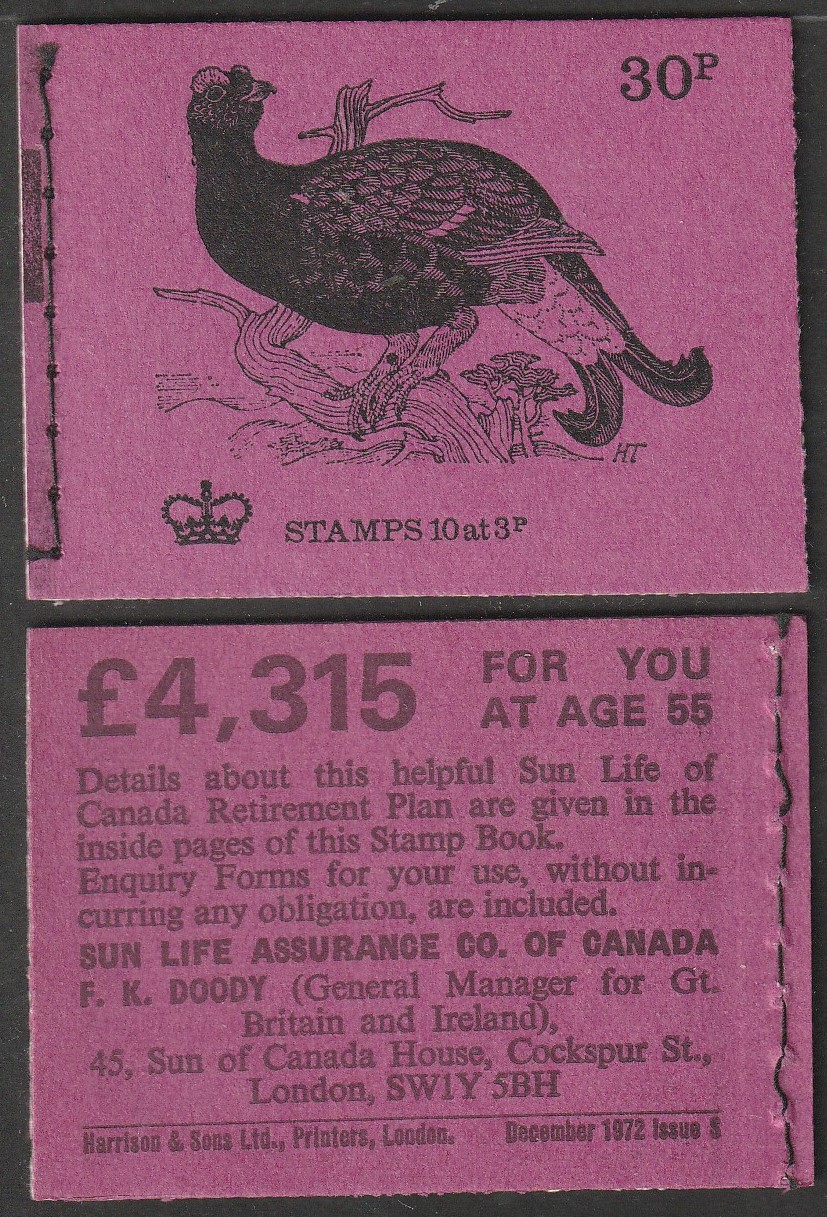 30P
HT
STAMPS 10 at 3P
£4,315 FOR YOU
AT AGE 55
Details about this helpful Sun Life of
Canada Retirement Plan are given in the
inside pages of this Stamp Book.
Enquiry Forms for your use, without in-
curring any obligation, are included.
SUN LIFE ASSURANCE CO. OF CANADA
F. K. DOODY (General Manager for Gt.
Britain and Ireland),
45, Sun of Canada House, Cockspur St.,
London, SW1Y 5BH
Harrison & Sons Ltd., Printers, London. December 1972 Issue S